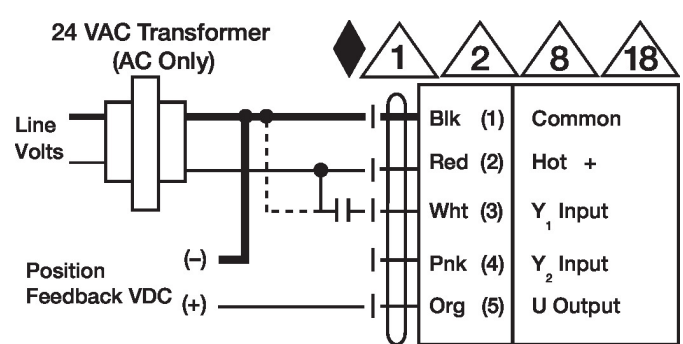 24 VAC Transformer
(AC Only)
1 2 8 18
Line
Volts
Blk (1) Common
Red (2) Hot +
Wht (3) Y1 Input
(–)
Pnk (4) Y2 Input
Position
Feedback VDC (+)
Org (5) U Output